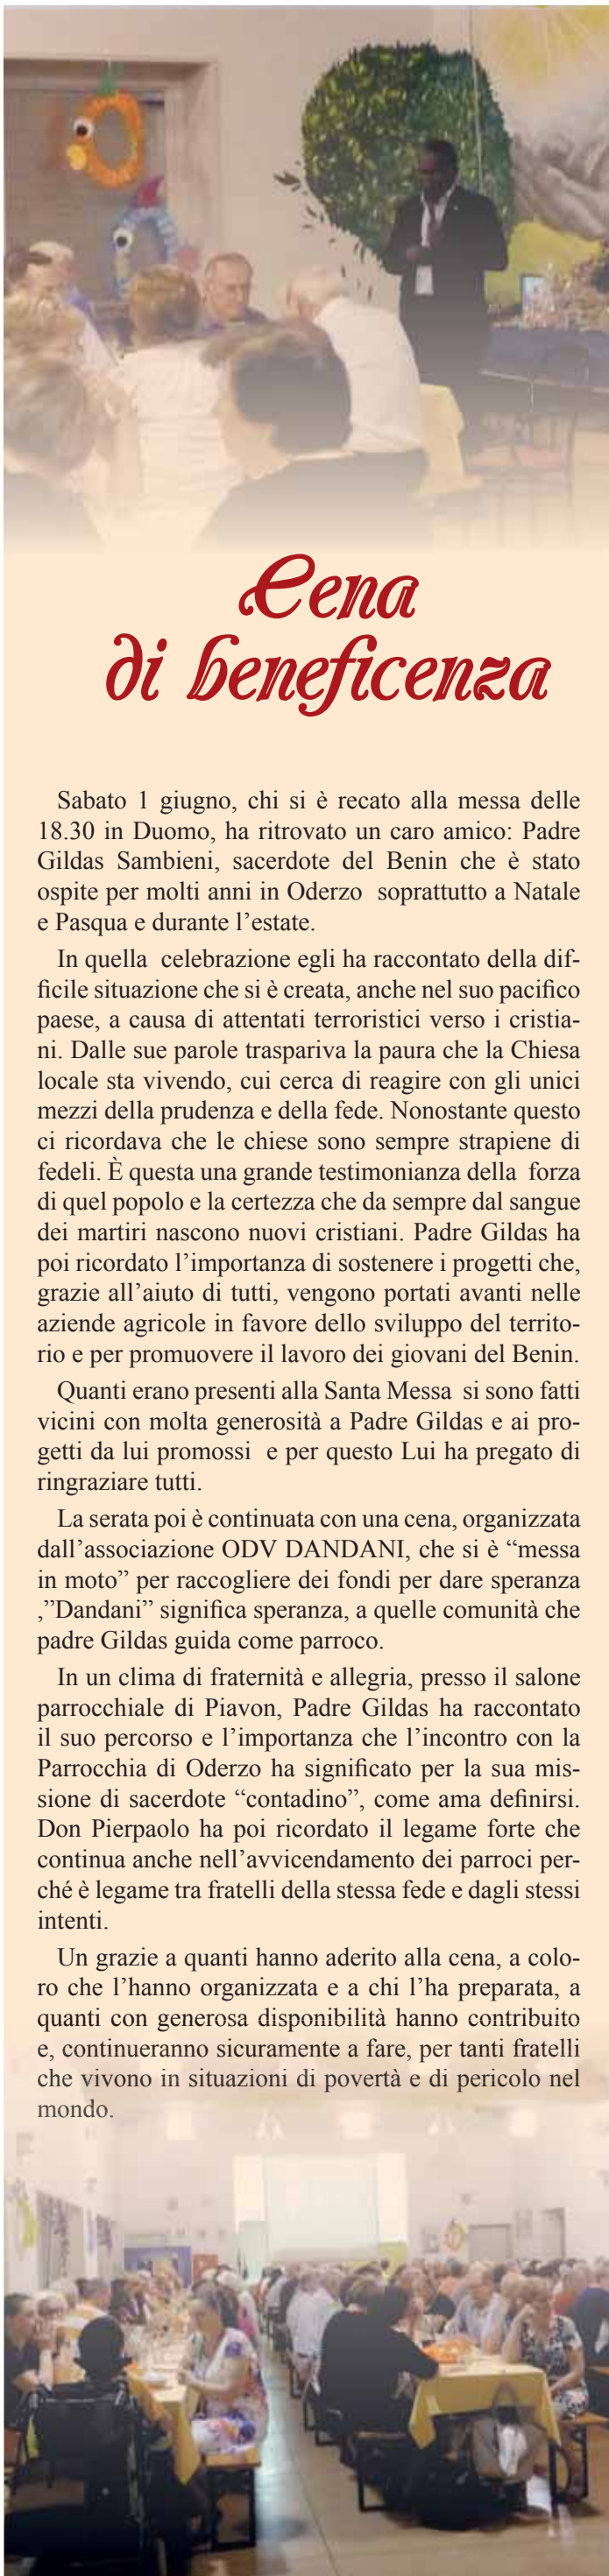 Cena
di beneficenza
Sabato 1 giugno, chi si è recato alla messa delle
18.30 in Duomo, ha ritrovato un caro amico: Padre
Gildas Sambieni, sacerdote del Benin che è stato
ospite per molti anni in Oderzo soprattutto a Natale
e Pasqua e durante l’estate.
In quella celebrazione egli ha raccontato della dif-
ficile situazione che si è creata, anche nel suo pacifico
paese, a causa di attentati terroristici verso i cristia-
ni. Dalle sue parole traspariva la paura che la Chiesa
locale sta vivendo, cui cerca di reagire con gli unici
mezzi della prudenza e della fede. Nonostante questo
ci ricordava che le chiese sono sempre strapiene di
fedeli. È questa una grande testimonianza della forza
di quel popolo e la certezza che da sempre dal sangue
dei martiri nascono nuovi cristiani. Padre Gildas ha
poi ricordato l’importanza di sostenere i progetti che,
grazie all’aiuto di tutti, vengono portati avanti nelle
aziende agricole in favore dello sviluppo del territo-
rio e per promuovere il lavoro dei giovani del Benin.
Quanti erano presenti alla Santa Messa si sono fatti
vicini con molta generosità a Padre Gildas e ai pro-
getti da lui promossi e per questo Lui ha pregato di
ringraziare tutti.
La serata poi è continuata con una cena, organizzata
dall’associazione ODV DANDANI, che si è “messa
in moto” per raccogliere dei fondi per dare speranza
,”Dandani” significa speranza, a quelle comunità che
padre Gildas guida come parroco.
In un clima di fraternità e allegria, presso il salone
parrocchiale di Piavon, Padre Gildas ha raccontato
il suo percorso e l’importanza che l’incontro con la
Parrocchia di Oderzo ha significato per la sua mis-
sione di sacerdote “contadino”, come ama definirsi.
Don Pierpaolo ha poi ricordato il legame forte che
continua anche nell’avvicendamento dei parroci per-
ché è legame tra fratelli della stessa fede e dagli stessi
intenti.
Un grazie a quanti hanno aderito alla cena, a colo-
ro che l’hanno organizzata e a chi l’ha preparata, a
quanti con generosa disponibilità hanno contribuito
e, continueranno sicuramente a fare, per tanti fratelli
che vivono in situazioni di povertà e di pericolo nel
mondo.